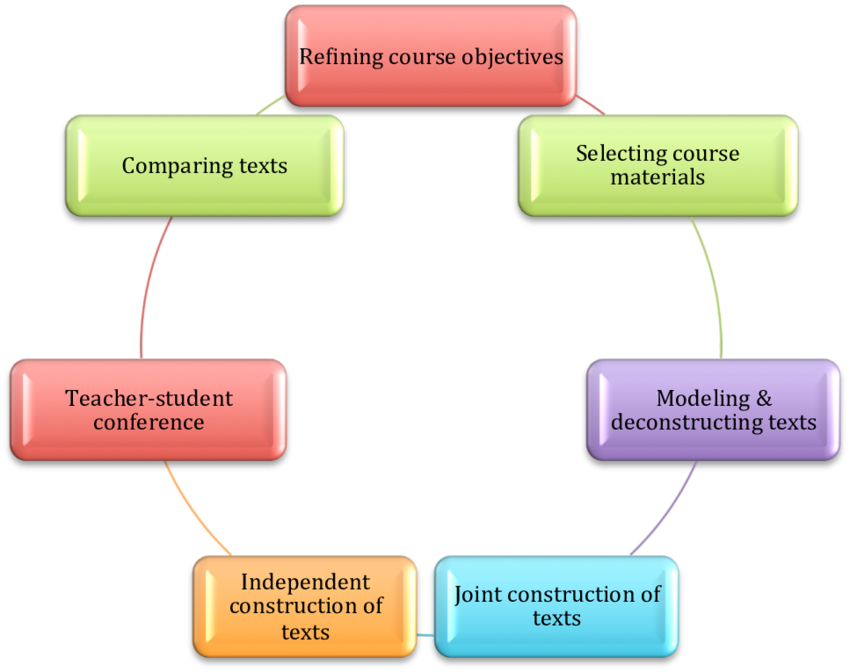 Refining course objectives
Selecting course
materials
Modeling &
deconstructing texts
Joint construction of
texts
Independent
construction of
texts
Teacher-student
conference
Comparing texts